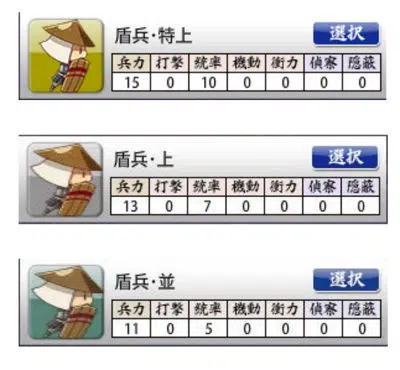 盾兵・特上 選択
兵力 打撃 統率 機動 衝力 偵察 隠蔽
15 0 10 0 0 0 0
盾兵・上 選択
兵力 打撃 統率 機動 衝力 偵察 隠蔽
13 0 7 0 0 0 0
盾兵・並 選択
兵力 打撃 統率 機動 衝力 偵察 隠蔽
11 0 5 0 0 0 0